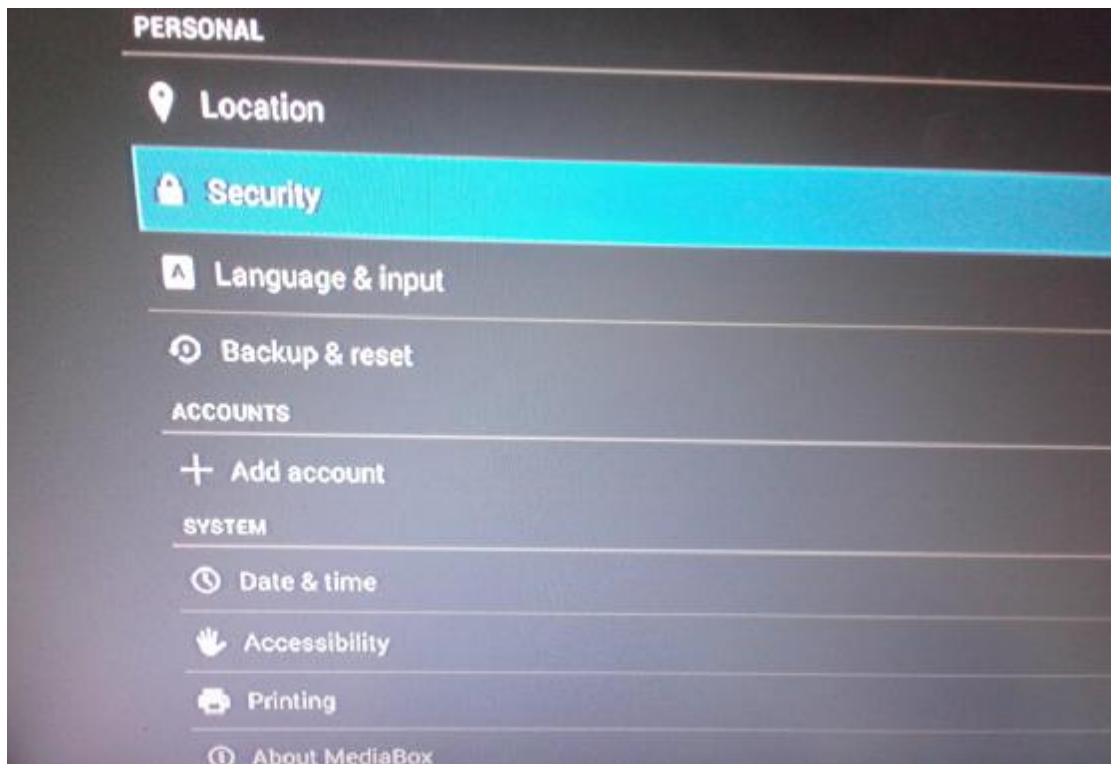 PERSONAL
Location
Security
Language & input
Backup & reset
ACCOUNTS
Add account
SYSTEM
Date & time
Accessibility
Printing
About MediaBox